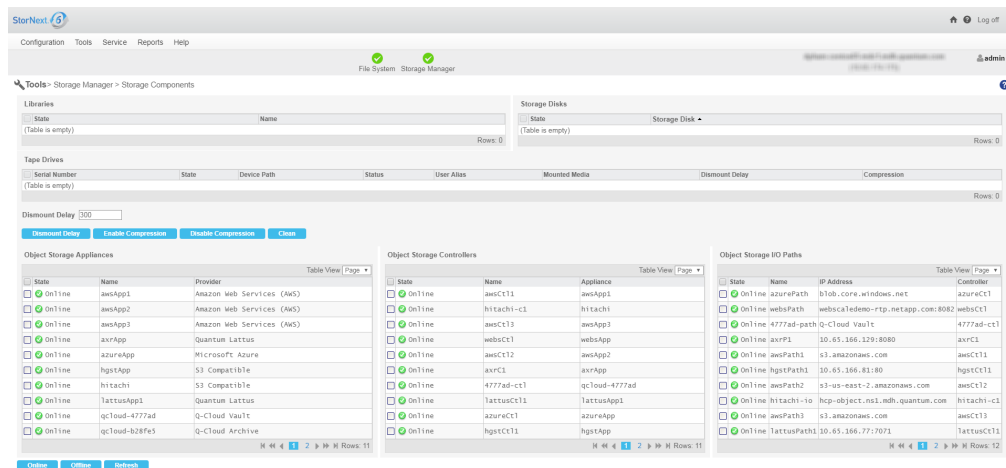 StorNext 6
Log off
Configuration Tools Service Reports Help
File System Storage Manager
admin
Tools> Storage Manager > Storage Components
Libraries
State Name
(Table is empty)
Rows: 0
Storage Disks
State Storage Disk
(Table is empty)
Rows: 0
Tape Drives
Serial Number State Device Path Status User Alias Mounted Media Dismount Delay Compression
(Table is empty)
Rows: 0
Dismount Delay 300
Dismount Delay Enable Compression Disable Compression Clean
Object Storage Appliances
Table View Page
State Name Provider
Online awsApp1 Amazon Web Services (AWS)
Online awsApp2 Amazon Web Services (AWS)
Online awsApp3 Amazon Web Services (AWS)
Online axrApp Quantum Lattus
Online azureApp Microsoft Azure
Online hgstApp S3 Compatible
Online hitachi S3 Compatible
Online lattusApp1 Quantum Lattus
Online qcloud-4777ad Q-Cloud Vault
Online qcloud-b28fe5 Q-Cloud Archive
1 2 Rows: 11
Object Storage Controllers
Table View Page
State Name Appliance
Online awsCtl1 awsApp1
Online hitachi-c1 hitachi
Online awsCtl3 awsApp3
Online websCtl websApp
Online awsCtl2 awsApp2
Online axrC1 axrApp
Online 4777ad-ctl qcloud-4777ad
Online lattusCtl1 lattusApp1
Online azureCtl azureApp
Online hgstCtl1 hgstApp
1 2 Rows: 11
Object Storage I/O Paths
Table View Page
State Name IP Address Controller
Online azurePath blob.core.windows.net azureCtl
Online websPath webscaledemo-rtp.netapp.com:8082 websCtl
Online 4777ad-path Q-Cloud Vault 4777ad-ctl
Online axrP1 10.65.166.129:8080 axrC1
Online awsPath1 s3.amazonaws.com awsCtl1
Online hgstPath1 10.65.166.81:80 hgstCtl1
Online awsPath2 s3-us-east-2.amazonaws.com awsCtl2
Online hitachi-io hcp-object.ns1.mdh.quantum.com hitachi-c1
Online awsPath3 s3.amazonaws.com awsCtl3
Online lattusPath1 10.65.166.77:7071 lattusCtl1
1 2 Rows: 12
Online Offline Refresh